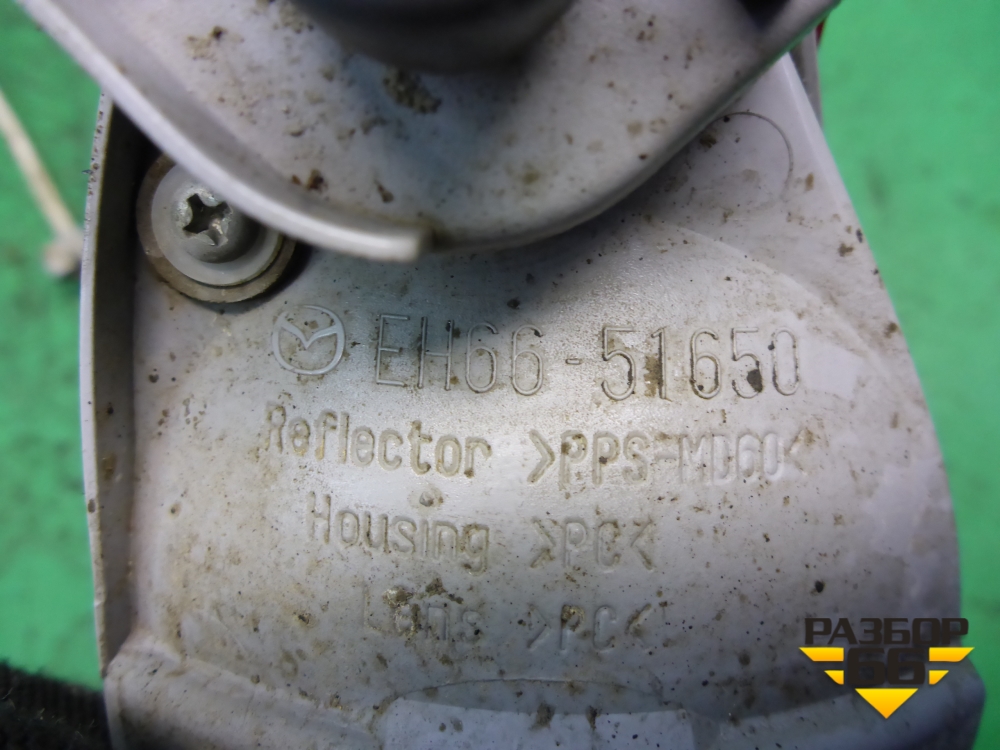 EH66-51650
Reflector >PPS-MD60<
Housing >PC<
Lens >PC<
РАЗБОР
66